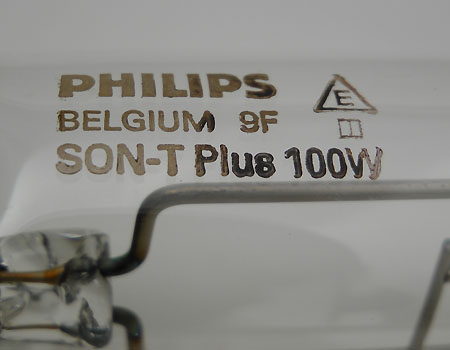 PHILIPS
E
BELGIUM 9F
SON-T Plus 100W